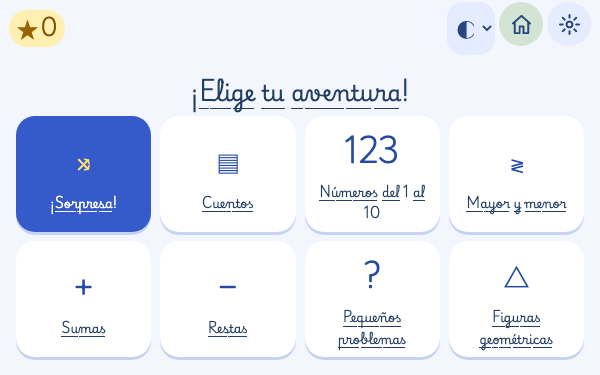 ★ 0
¡Elige tu aventura!
¡Sorpresa!
Cuentos
123
Números del 1 al
10
Mayor y menor
+
Sumas
−
Restas
?
Pequeños
problemas
Figuras
geométricas